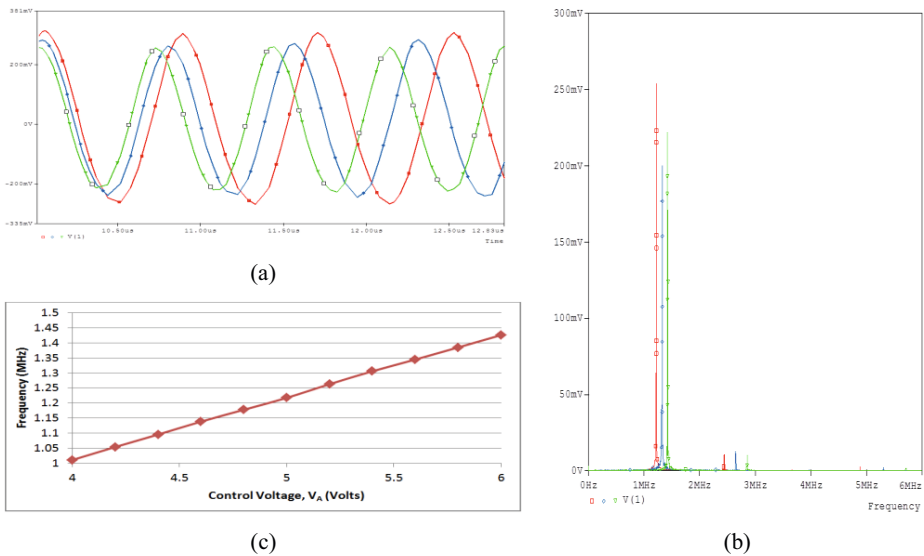 381mV
200mV
0V
-200mV
-338mV
10.50us 11.00us 11.50us 12.00us 12.50us 12.83us
V(1) Time
(a)
Frequency (MHz)
1.5
1.45
1.4
1.35
1.3
1.25
1.2
1.15
1.1
1.05
1
4 4.5 5 5.5 6
Control Voltage, VA (Volts)
(c)
300mV
250mV
200mV
150mV
100mV
50mV
0V
0Hz 1MHz 2MHz 3MHz 4MHz 5MHz 6MHz
V(1) Frequency
(b)